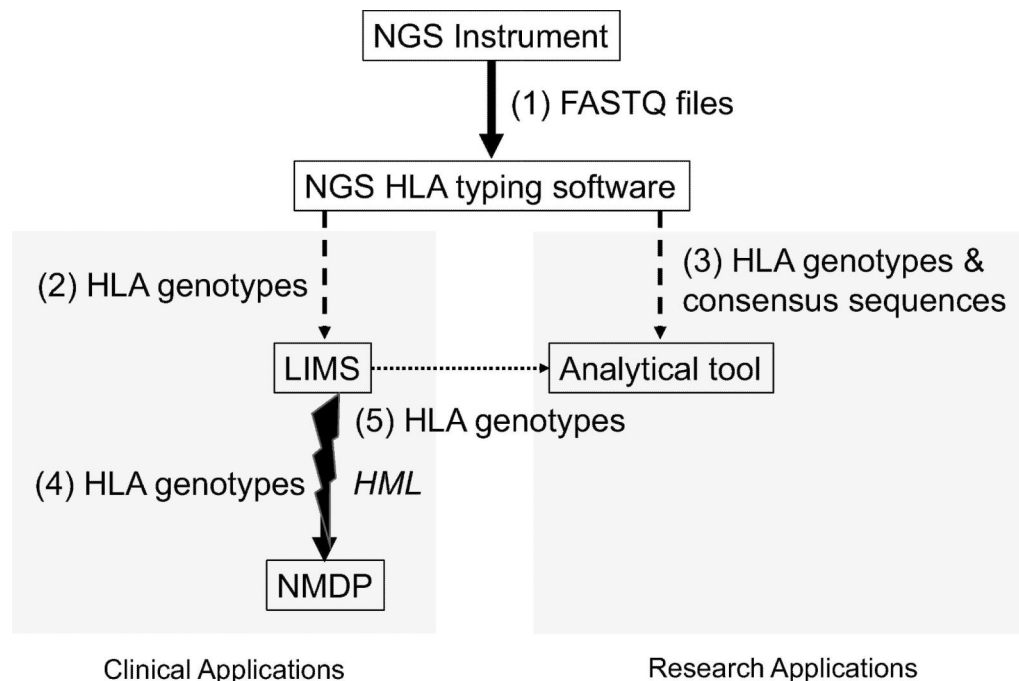 NGS Instrument
(1) FASTQ files
NGS HLA typing software
(2) HLA genotypes
(3) HLA genotypes &
consensus sequences
LIMS
Analytical tool
(5) HLA genotypes
(4) HLA genotypes
HML
NMDP
Clinical Applications
Research Applications